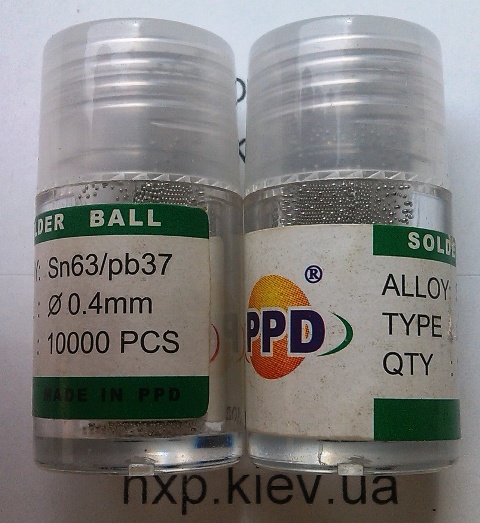 LDER BALL
Sn63/pb37
: Ø 0.4mm
: 10000 PCS
MADE IN PPD
SOLDE
®
PPD
ALLOY
TYPE
QTY :
nxp.kiev.ua